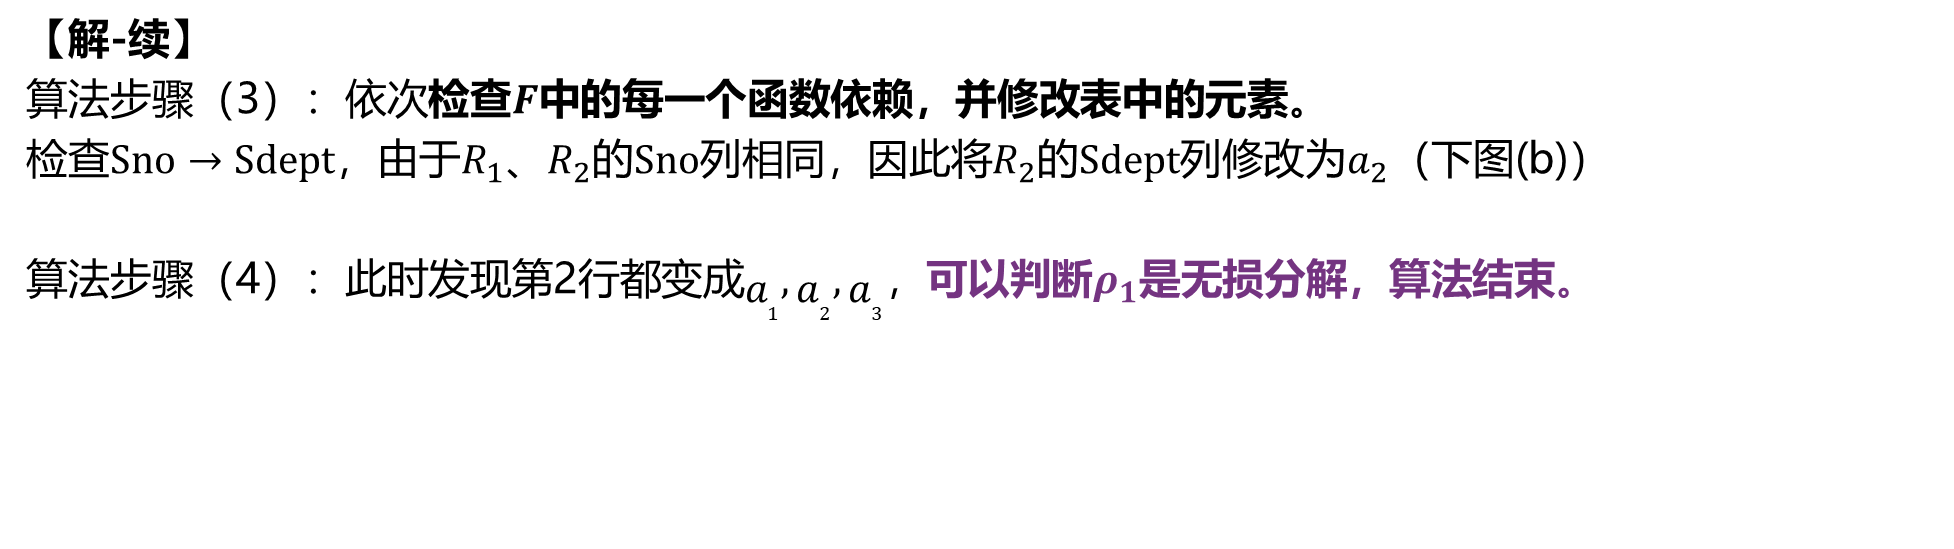 【解-续】
算法步骤（3）：依次检查F中的每一个函数依赖，并修改表中的元素。
检查Sno → Sdept，由于R₁、R₂的Sno列相同，因此将R₂的Sdept列修改为a₂（下图(b)）
算法步骤（4）：此时发现第2行都变成a₁,a₂,a₃，可以判断ρ₁是无损分解，算法结束。